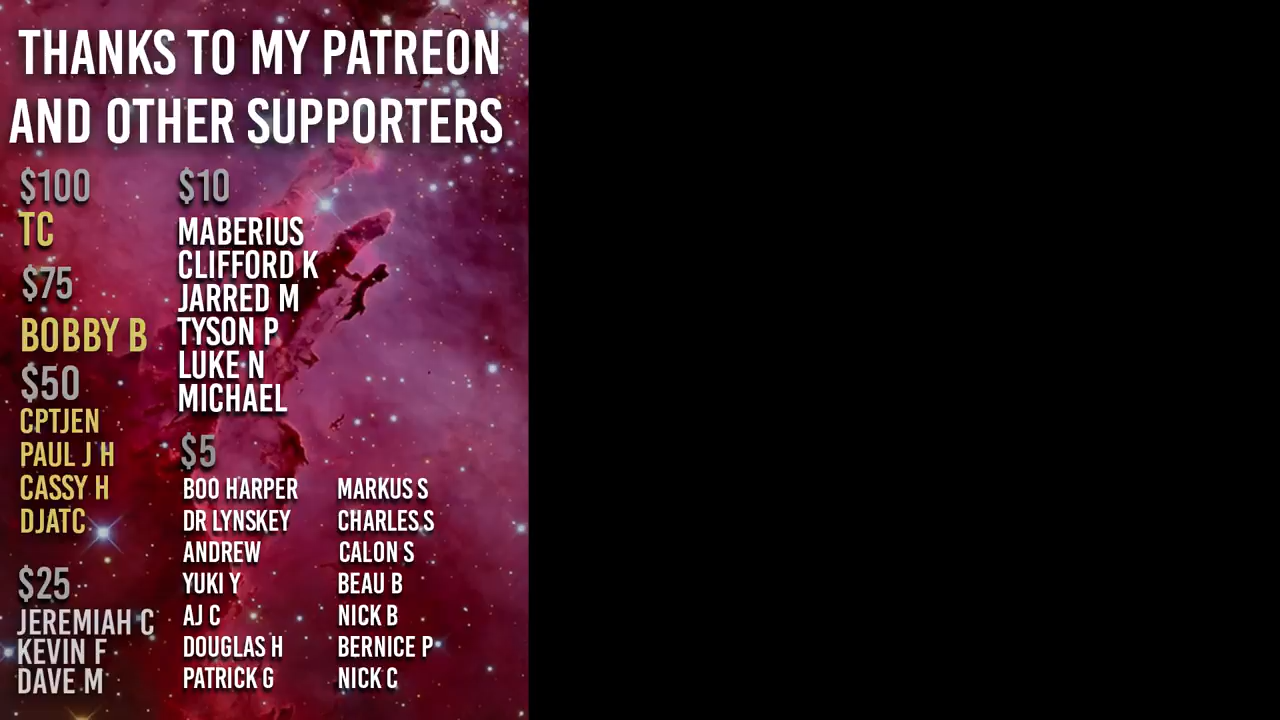 THANKS TO MY PATREON
AND OTHER SUPPORTERS
$100
TC
$75
BOBBY B
$50
CPTJEN
PAUL J H
CASSY H
DJATC
$25
JEREMIAH C
KEVIN F
DAVE M
$10
MABERIUS
CLIFFORD K
JARRED M
TYSON P
LUKE N
MICHAEL
$5
BOO HARPER
DR LYNSKEY
ANDREW
YUKI Y
AJ C
DOUGLAS H
PATRICK G
MARKUS S
CHARLES S
CALON S
BEAU B
NICK B
BERNICE P
NICK C